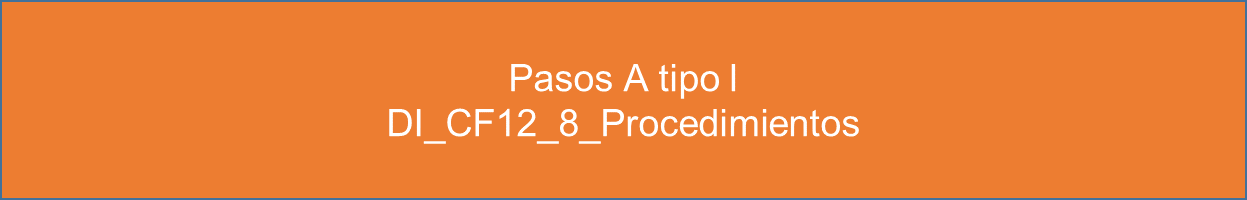 Pasos A tipo I
DI_CF12_8_Procedimientos